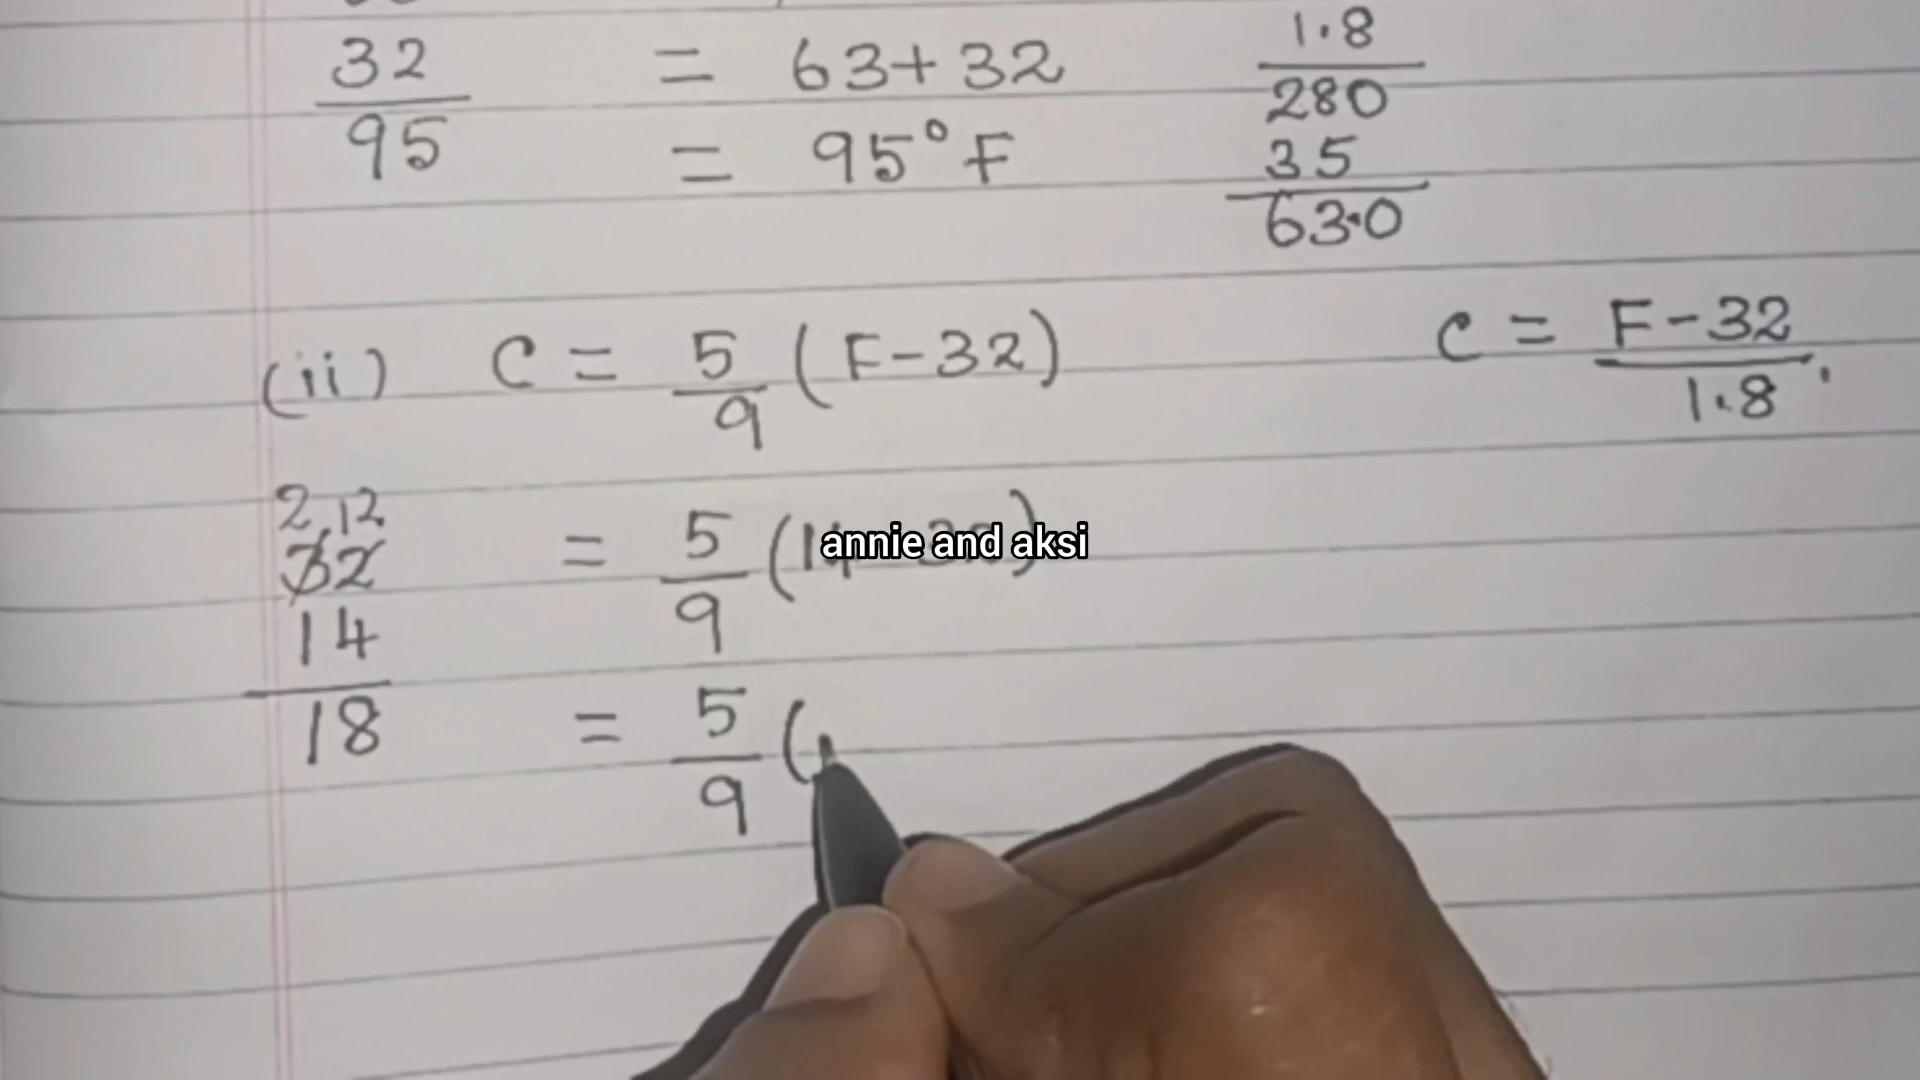 32 = 63+32 1.8
95 = 95°F 280
35
63.0
(ii) C = 5/9 (F-32) C = F-32/1.8.
2,12
32 = 5/9 (14
annie and aksi
14
18 = 5/9 (